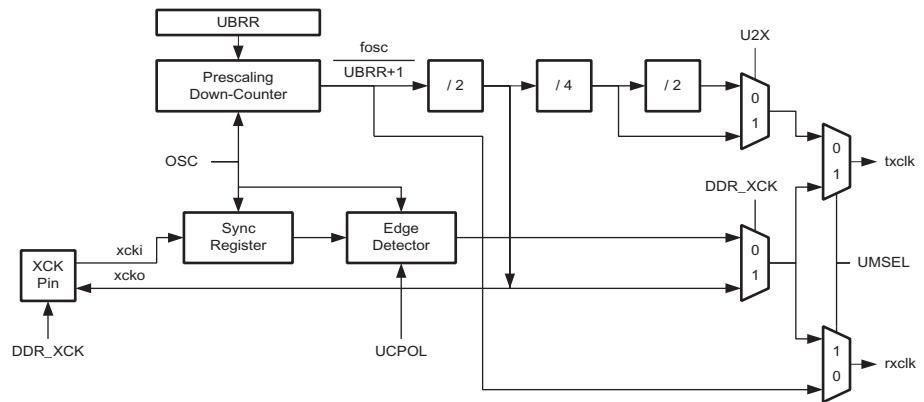 UBRR
U2X
fosc
UBRR+1
Prescaling
Down-Counter
/ 2
/ 4
/ 2
0
1
OSC
0
1
txclk
DDR_XCK
Sync
Register
Edge
Detector
xcki
0
1
XCK
Pin
xcko
UMSEL
DDR_XCK
UCPOL
1
0
rxclk